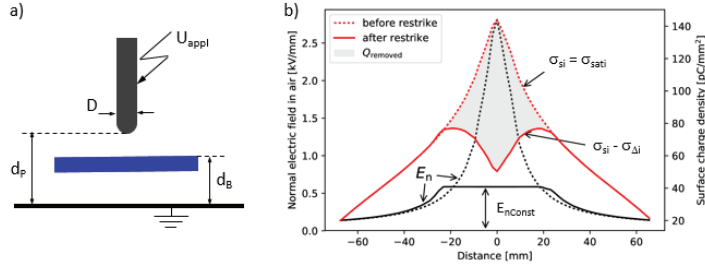 a)
U_appl
D
d_P
d_B
b)
Normal electric field in air [kV/mm]
2.5
2.0
1.5
1.0
0.5
0.0
before restrike
after restrike
Q_removed
σ_si = σ_sati
σ_si - σ_Δi
E_n
E_nConst
−60 −40 −20 0 20 40 60
Distance [mm]
140
120
100
80
60
40
20
Surface charge density [pC/mm²]